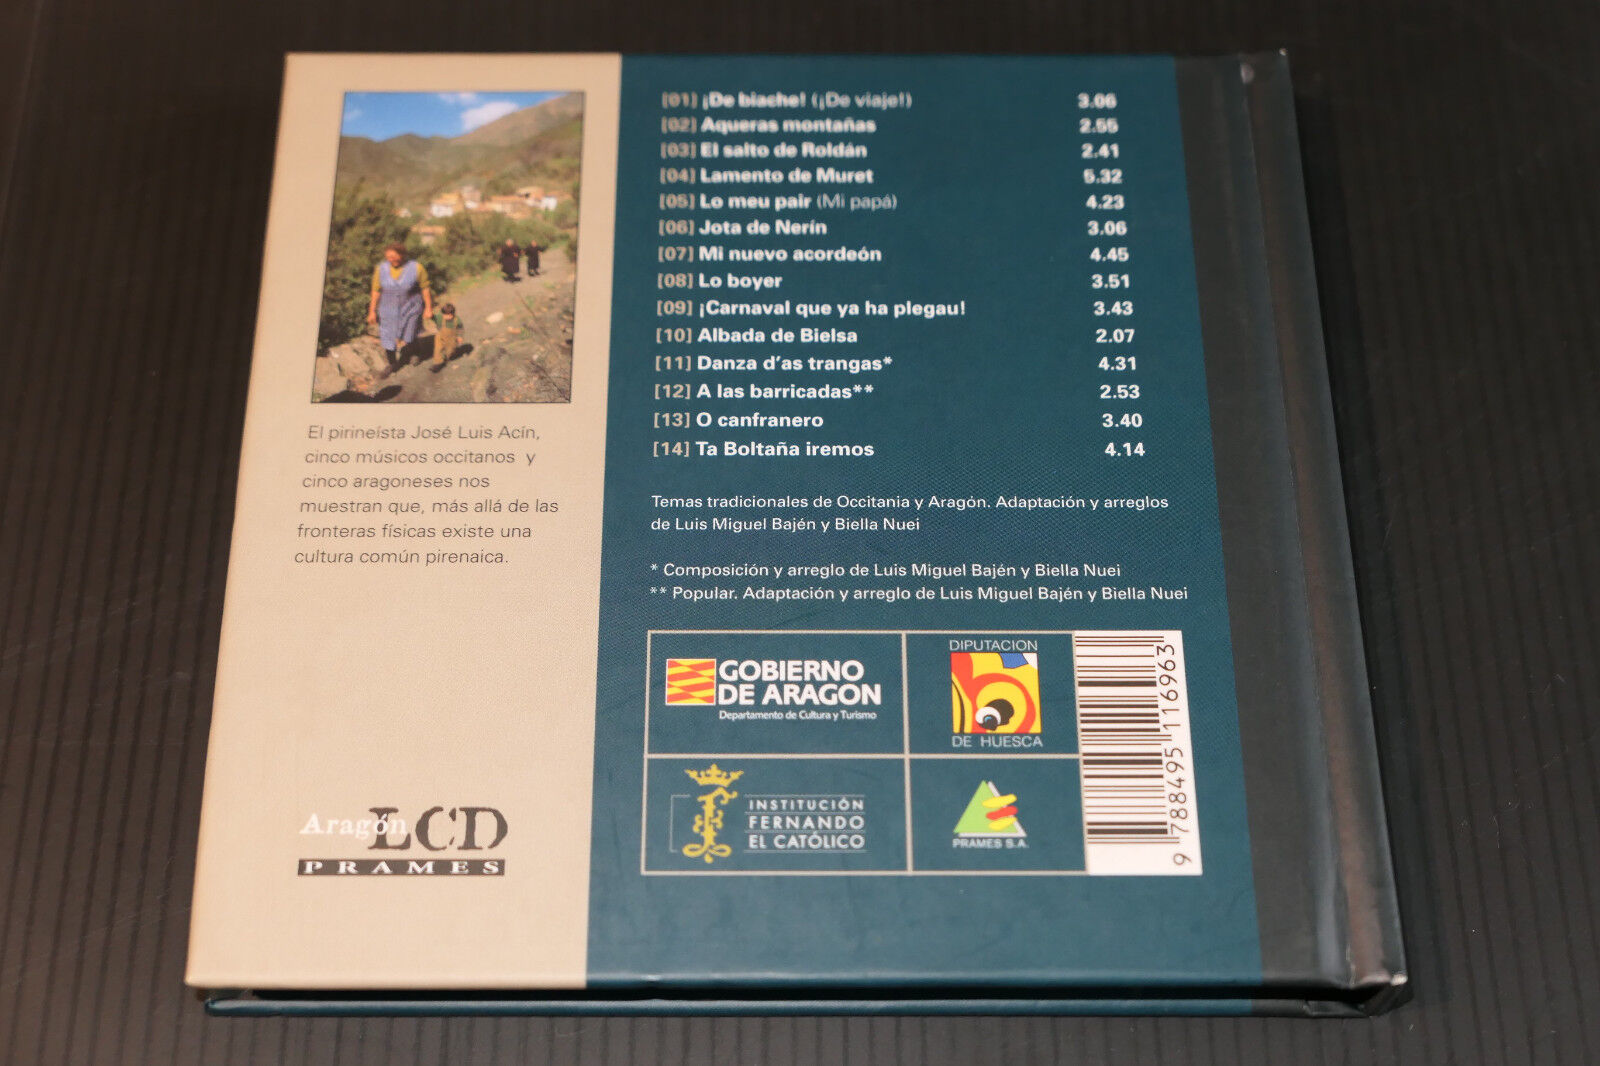 El pirineísta José Luis Acín,
cinco músicos occitanos y
cinco aragoneses nos
muestran que, más allá de las
fronteras físicas existe una
cultura común pirenaica.
Aragón LCD
PRAMES
[01] ¡De biache! (¡De viaje!) 3.06
[02] Aqueras montañas 2.55
[03] El salto de Roldán 2.41
[04] Lamento de Muret 5.32
[05] Lo meu pair (Mi papá) 4.23
[06] Jota de Nerín 3.06
[07] Mi nuevo acordeón 4.45
[08] Lo boyer 3.51
[09] ¡Carnaval que ya ha plegau! 3.43
[10] Albada de Bielsa 2.07
[11] Danza d'as trangas* 4.31
[12] A las barricadas** 2.53
[13] O canfranero 3.40
[14] Ta Boltaña iremos 4.14
Temas tradicionales de Occitania y Aragón. Adaptación y arreglos
de Luis Miguel Bajén y Biella Nuei
* Composición y arreglo de Luis Miguel Bajén y Biella Nuei
** Popular. Adaptación y arreglo de Luis Miguel Bajén y Biella Nuei
GOBIERNO
DE ARAGON
Departamento de Cultura y Turismo
DIPUTACION
DE HUESCA
INSTITUCIÓN
FERNANDO
EL CATÓLICO
PRAMES S.A.
9 788495 116963